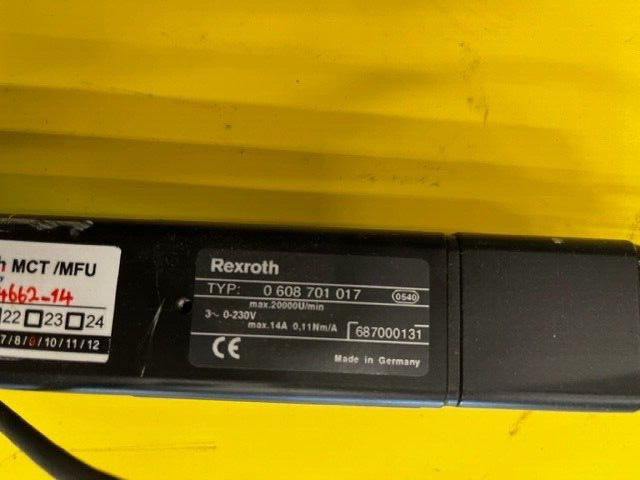 h MCT/MFU
4662-14
22 23 24
7/8/9/10/11/12
Rexroth
TYP: 0 608 701 017 0540
max.20000U/min
3~ 0-230V
max.14A 0,11Nm/A 687000131
CE
Made in Germany